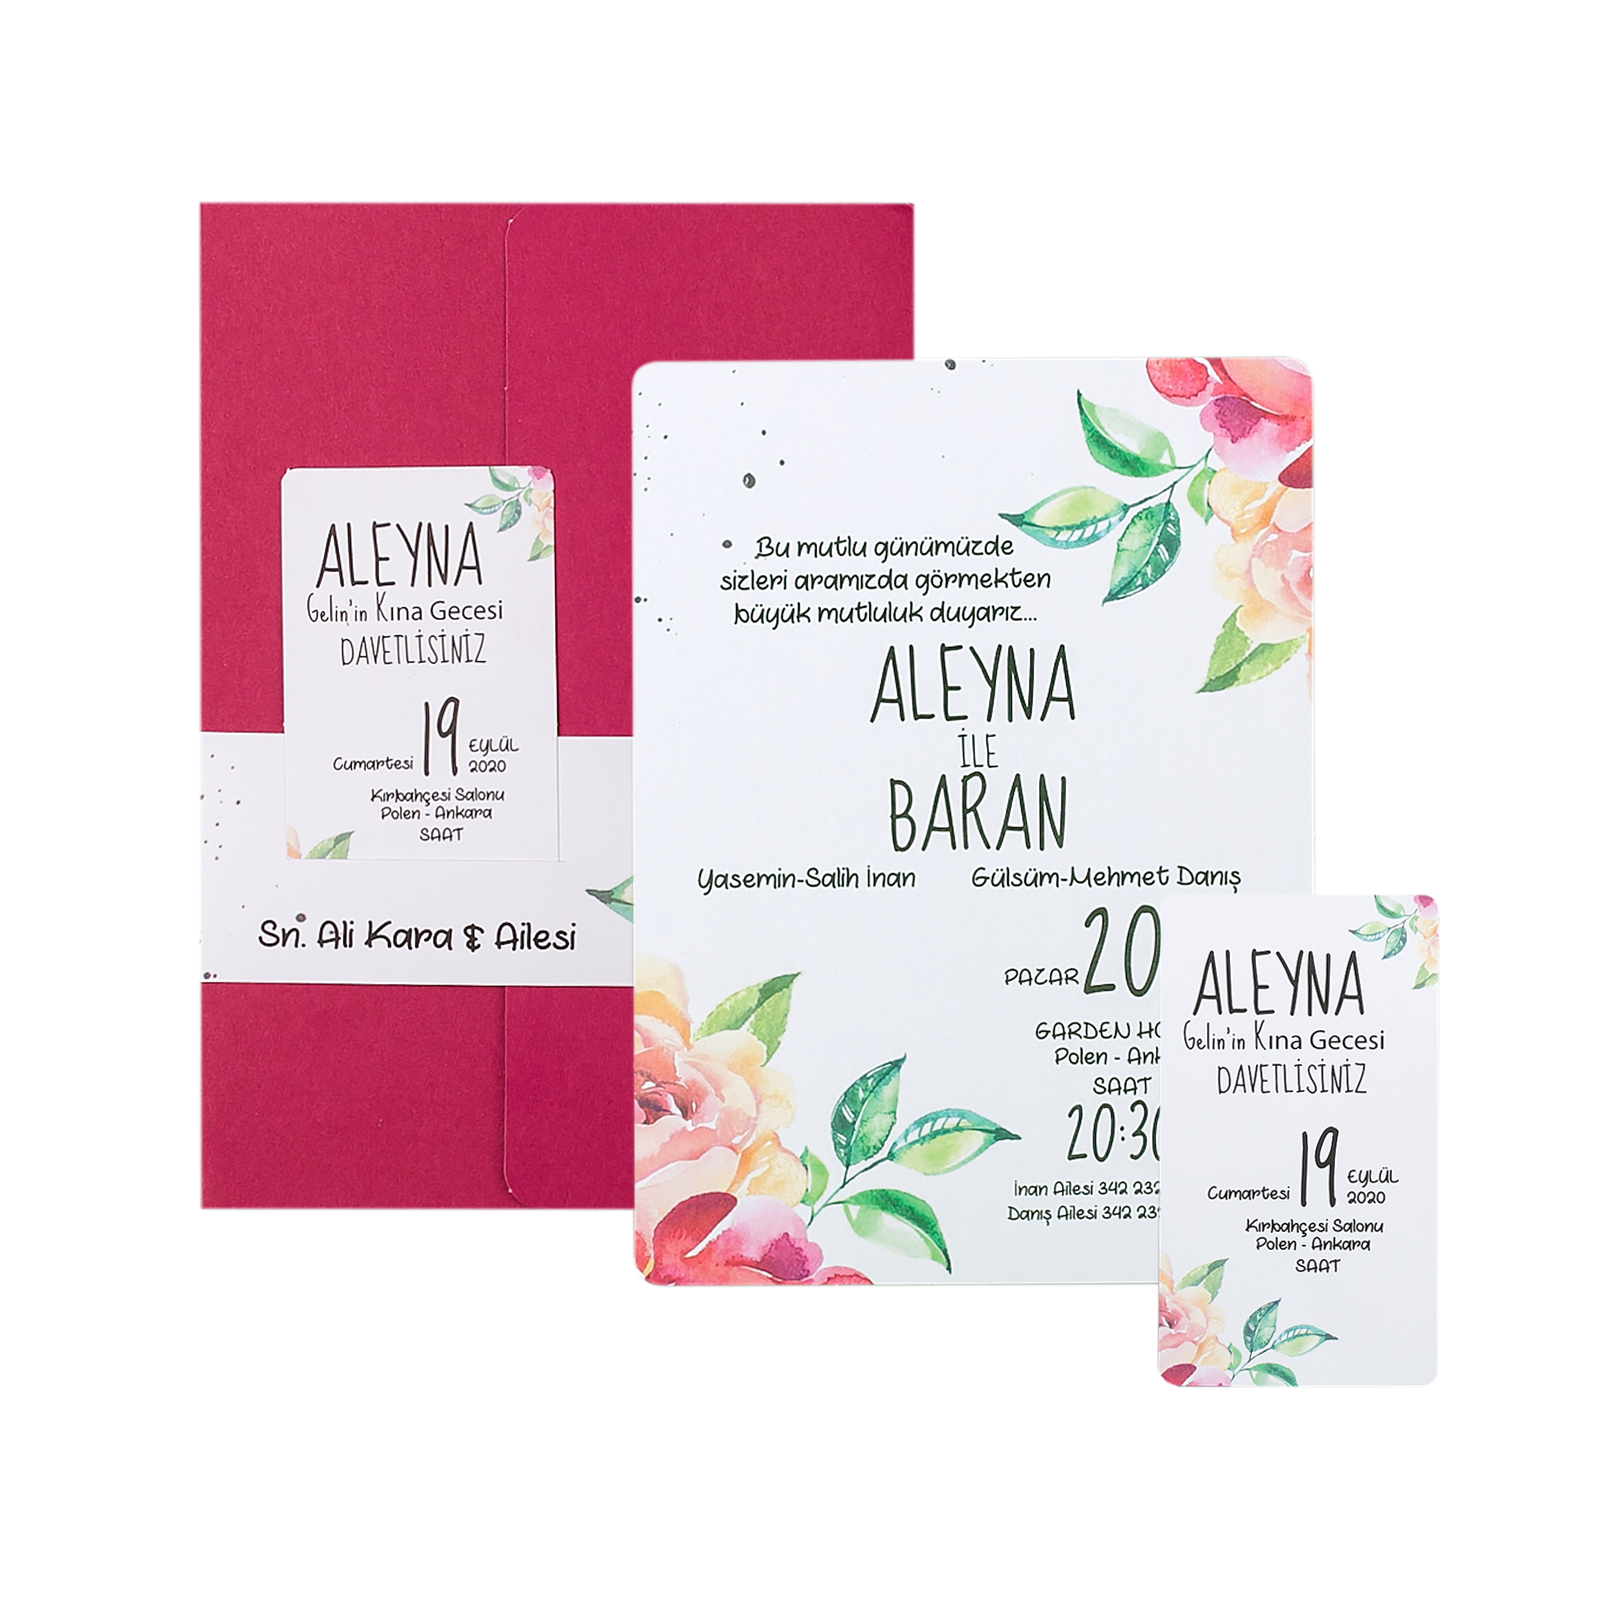 ALEYNA
Gelin'in Kına Gecesi
DAVETLİSİNİZ
Cumartesi 19 EYLÜL
2020
Kırbahçesi Salonu
Polen - Ankara
SAAT
Sn. Ali Kara & Ailesi
Bu mutlu günümüzde
sizleri aramızda görmekten
büyük mutluluk duyarız...
ALEYNA
İLE
BARAN
Yasemin-Salih İnan Gülsüm-Mehmet Danış
PAZAR 20
GARDEN
Polen -
SAAT
20:30
İnan Ailesi 342 232
Danış Ailesi 342
ALEYNA
Gelin'in Kına Gecesi
DAVETLİSİNİZ
Cumartesi 19 EYLÜL
2020
Kırbahçesi Salonu
Polen - Ankara
SAAT